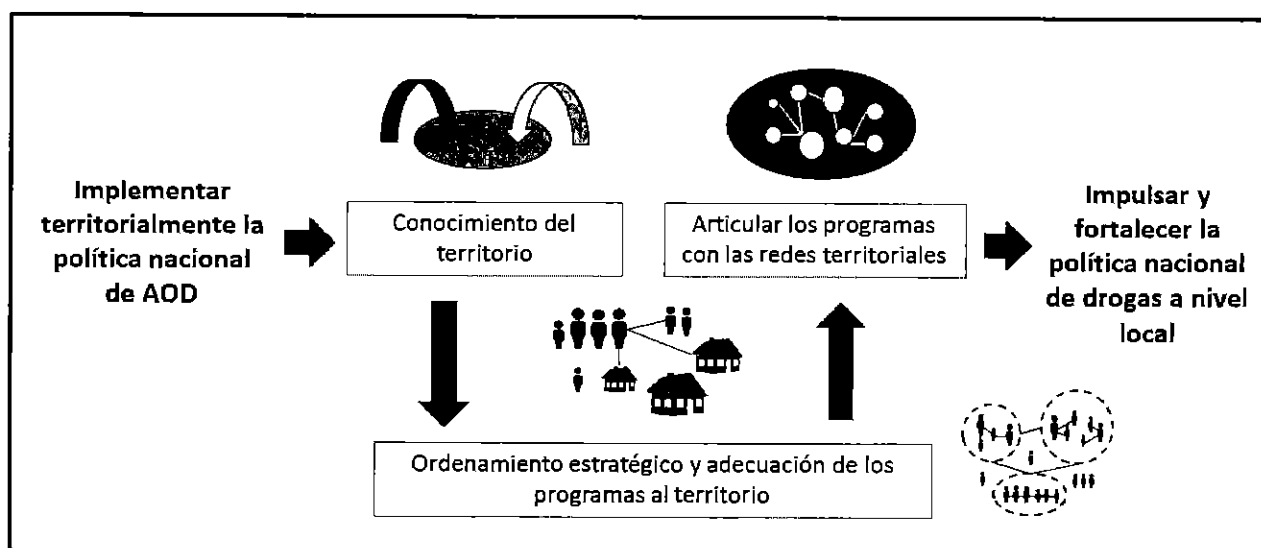 Implementar
territorialmente la
política nacional
de AOD
Conocimiento del
territorio
Articular los programas
con las redes territoriales
Impulsar y
fortalecer la
política nacional
de drogas a nivel
local
Ordenamiento estratégico y adecuación de los
programas al territorio